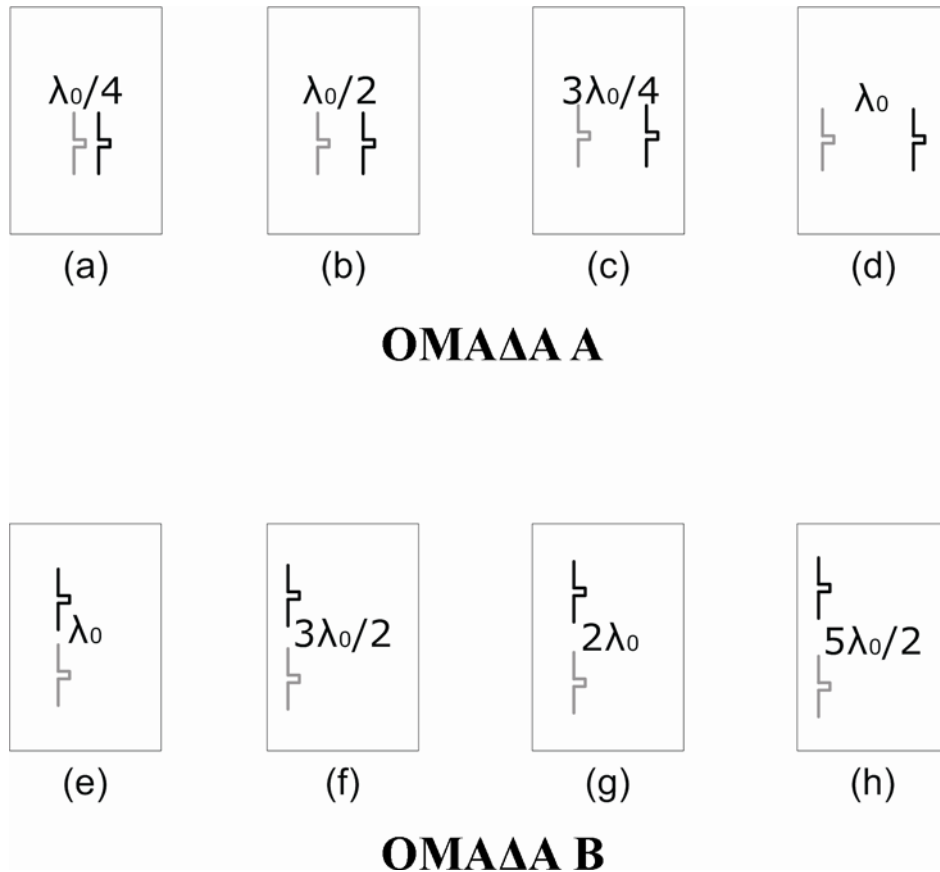 λ₀/4 λ₀/2 3λ₀/4 λ₀
(a) (b) (c) (d)
ΟΜΑΔΑ Α
λ₀ 3λ₀/2 2λ₀ 5λ₀/2
(e) (f) (g) (h)
ΟΜΑΔΑ Β